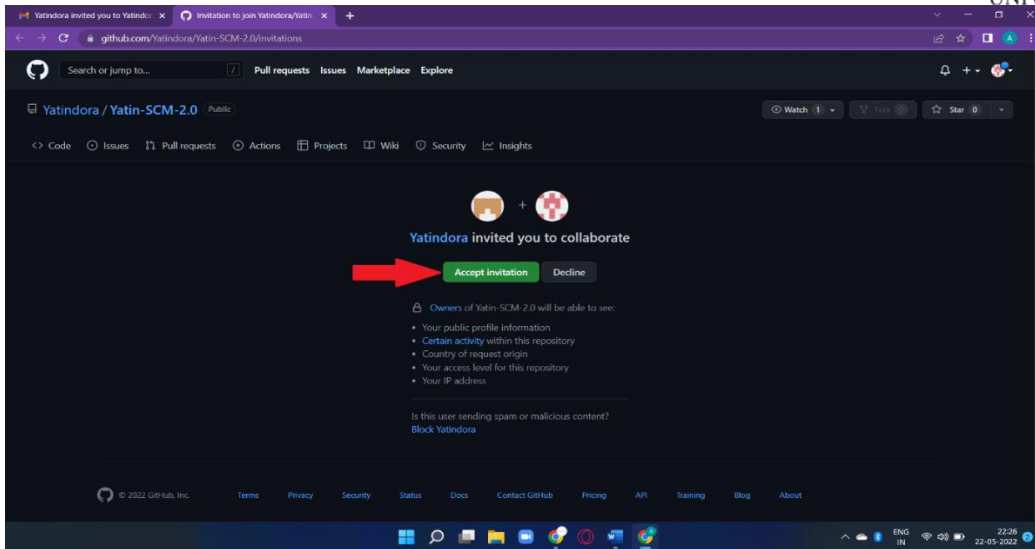 Yatindora invited you to Yatindor
Invitation to join Yatindora/Yatin
github.com/Yatindora/Yatin-SCM-2.0/invitations
A
Search or jump to...
/
Pull requests Issues Marketplace Explore
Yatindora / Yatin-SCM-2.0 Public
Watch 1
Fork 0
Star 0
Code Issues Pull requests Actions Projects Wiki Security Insights
+
Yatindora invited you to collaborate
Accept invitation Decline
Owners of Yatin-SCM-2.0 will be able to see:
• Your public profile information
• Certain activity within this repository
• Country of request origin
• Your access level for this repository
• Your IP address
Is this user sending spam or malicious content?
Block Yatindora
© 2022 GitHub, Inc. Terms Privacy Security Status Docs Contact GitHub Pricing API Training Blog About
ENG
IN
22:26
22-05-2022